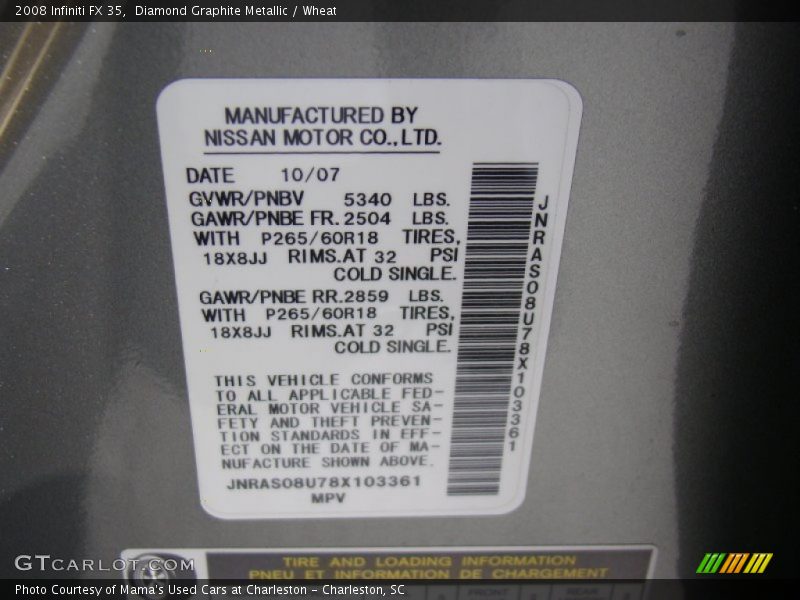 2008 Infiniti FX 35,  Diamond Graphite Metallic / Wheat
MANUFACTURED BY
NISSAN MOTOR CO.,LTD.
DATE 10/07
GVWR/PNBV 5340 LBS.
GAWR/PNBE FR. 2504 LBS.
WITH P265/60R18 TIRES,
18X8JJ RIMS.AT 32 PSI
COLD SINGLE.
GAWR/PNBE RR. 2859 LBS.
WITH P265/60R18 TIRES,
18X8JJ RIMS.AT 32 PSI
COLD SINGLE.
THIS VEHICLE CONFORMS
TO ALL APPLICABLE FED-
ERAL MOTOR VEHICLE SA-
FETY AND THEFT PREVEN-
TION STANDARDS IN EFF-
ECT ON THE DATE OF MA-
NUFACTURE SHOWN ABOVE.
JNRAS08U78X103361
MPV
JNRAS08U78X103361
TIRE AND LOADING INFORMATION
PNEU ET INFORMATION DE CHARGEMENT
FRONT REAR
GTCARLOT.COM
Photo Courtesy of Mama's Used Cars at Charleston - Charleston, SC